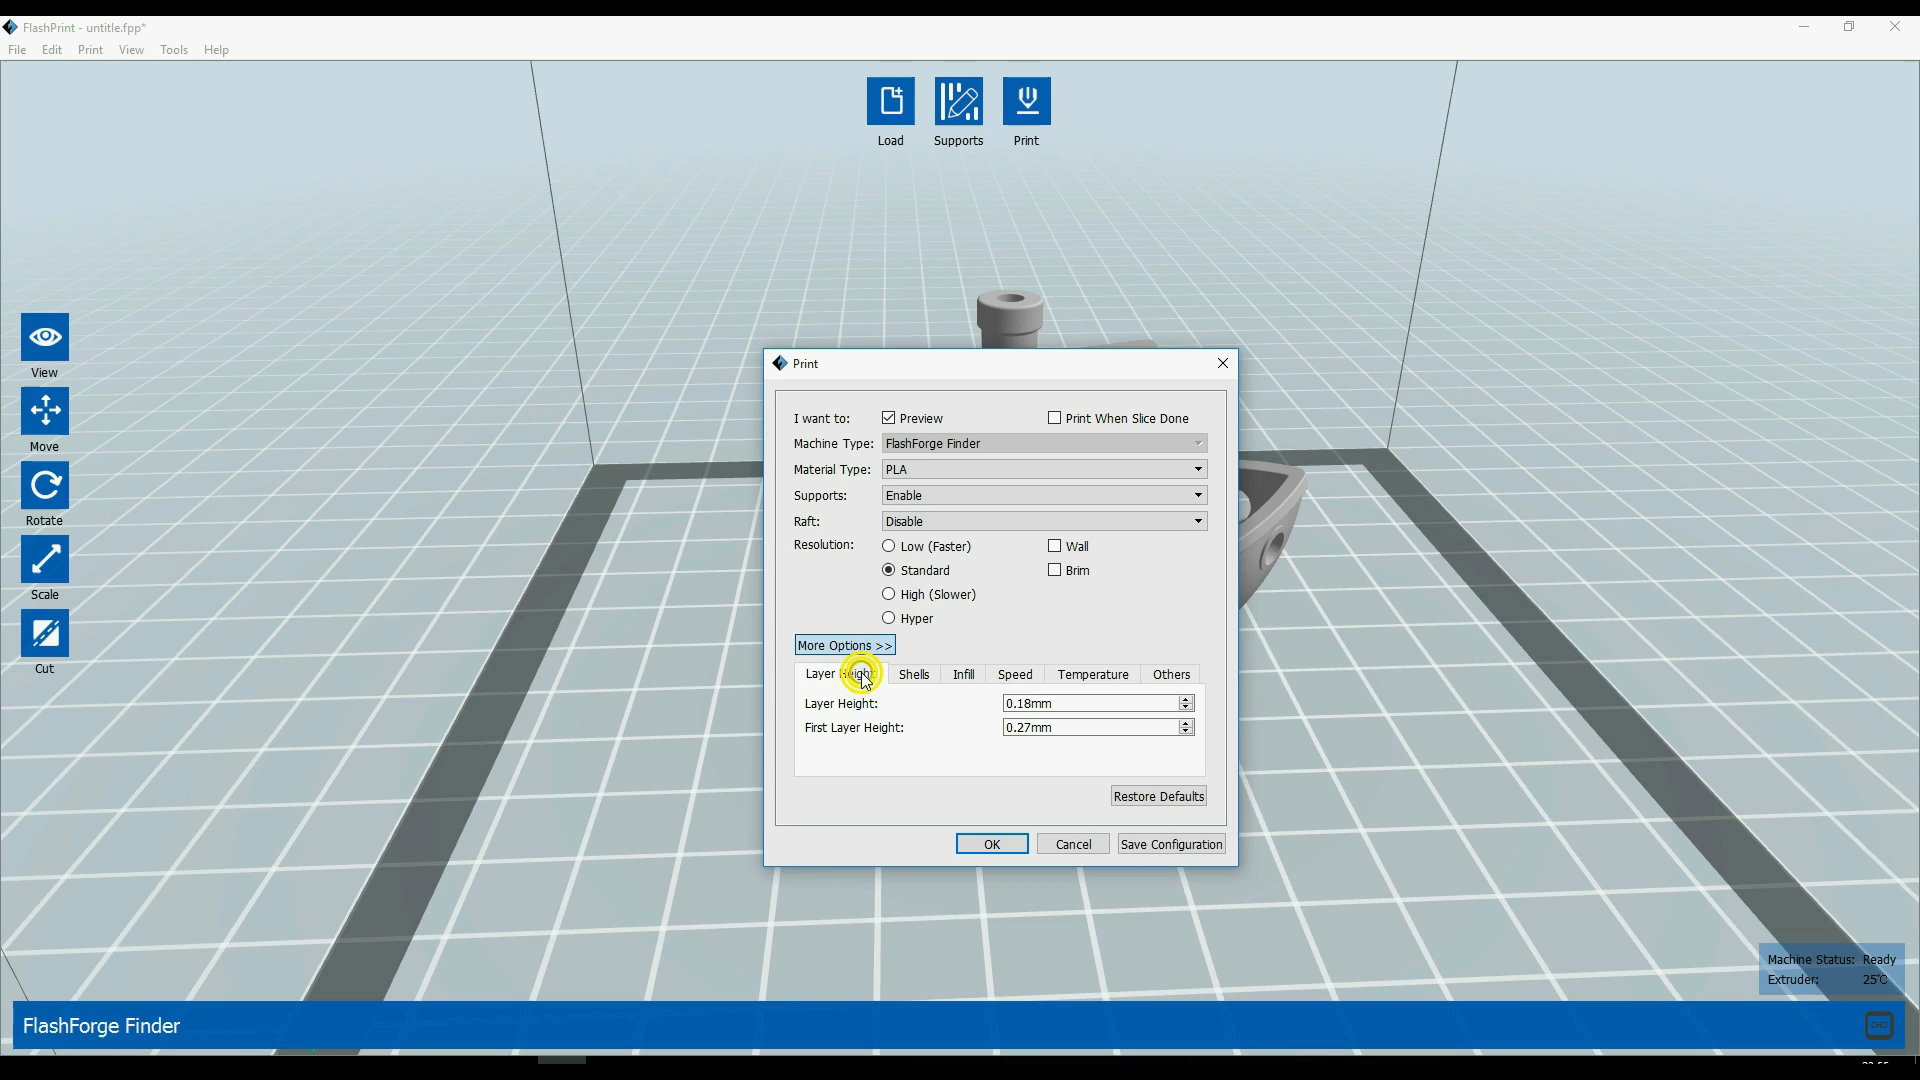 FlashPrint - untitle.fpp*
File Edit Print View Tools Help
Load Supports Print
View
Move
Rotate
Scale
Cut
Print
I want to: Preview Print When Slice Done
Machine Type: FlashForge Finder
Material Type: PLA
Supports: Enable
Raft: Disable
Resolution: Low (Faster) Wall
Standard Brim
High (Slower)
Hyper
More Options >>
Layer Height Shells Infill Speed Temperature Others
Layer Height: 0.18mm
First Layer Height: 0.27mm
Restore Defaults
OK Cancel Save Configuration
Machine Status: Ready
Extruder: 25℃
FlashForge Finder